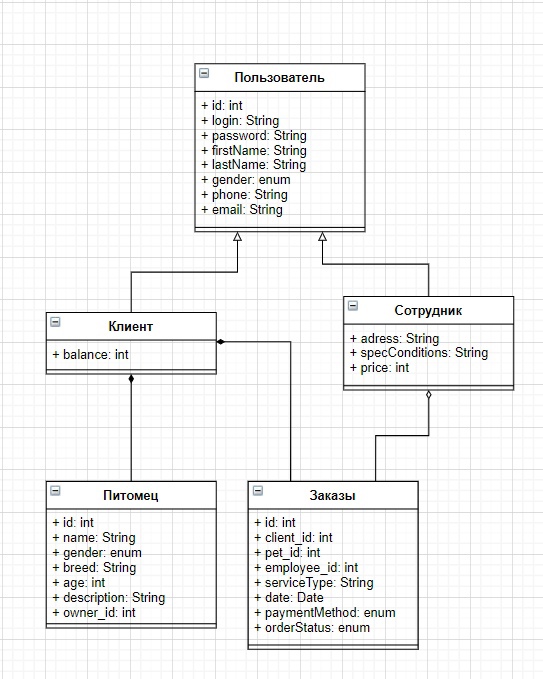 Пользователь
+ id: int
+ login: String
+ password: String
+ firstName: String
+ lastName: String
+ gender: enum
+ phone: String
+ email: String
Клиент
+ balance: int
Сотрудник
+ adress: String
+ specConditions: String
+ price: int
Питомец
+ id: int
+ name: String
+ gender: enum
+ breed: String
+ age: int
+ description: String
+ owner_id: int
Заказы
+ id: int
+ client_id: int
+ pet_id: int
+ employee_id: int
+ serviceType: String
+ date: Date
+ paymentMethod: enum
+ orderStatus: enum